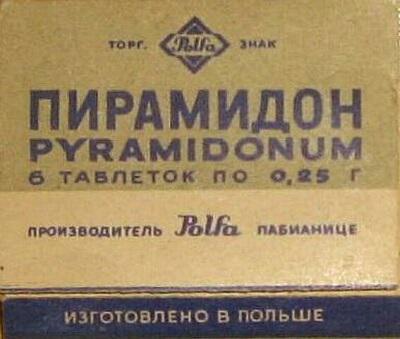 ТОРГ. Polfa ЗНАК
ПИРАМИДОН
PYRAMIDONUM
6 ТАБЛЕТОК ПО 0,25 Г
ПРОИЗВОДИТЕЛЬ Polfa ПАБИАНИЦЕ
ИЗГОТОВЛЕНО В ПОЛЬШЕ